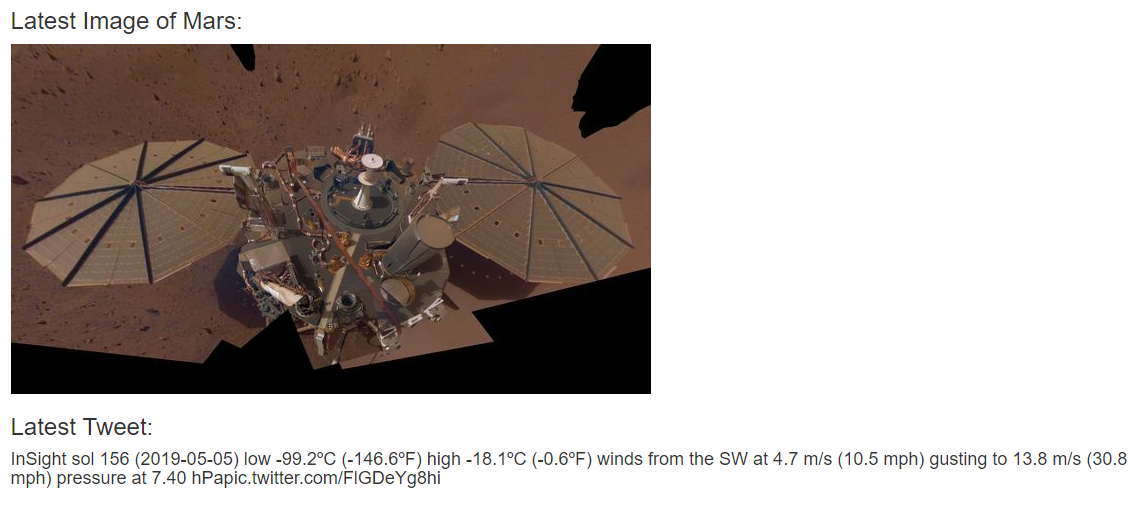 Latest Image of Mars:
Latest Tweet:
InSight sol 156 (2019-05-05) low -99.2ºC (-146.6ºF) high -18.1ºC (-0.6ºF) winds from the SW at 4.7 m/s (10.5 mph) gusting to 13.8 m/s (30.8
mph) pressure at 7.40 hPapic.twitter.com/FlGDeYg8hi